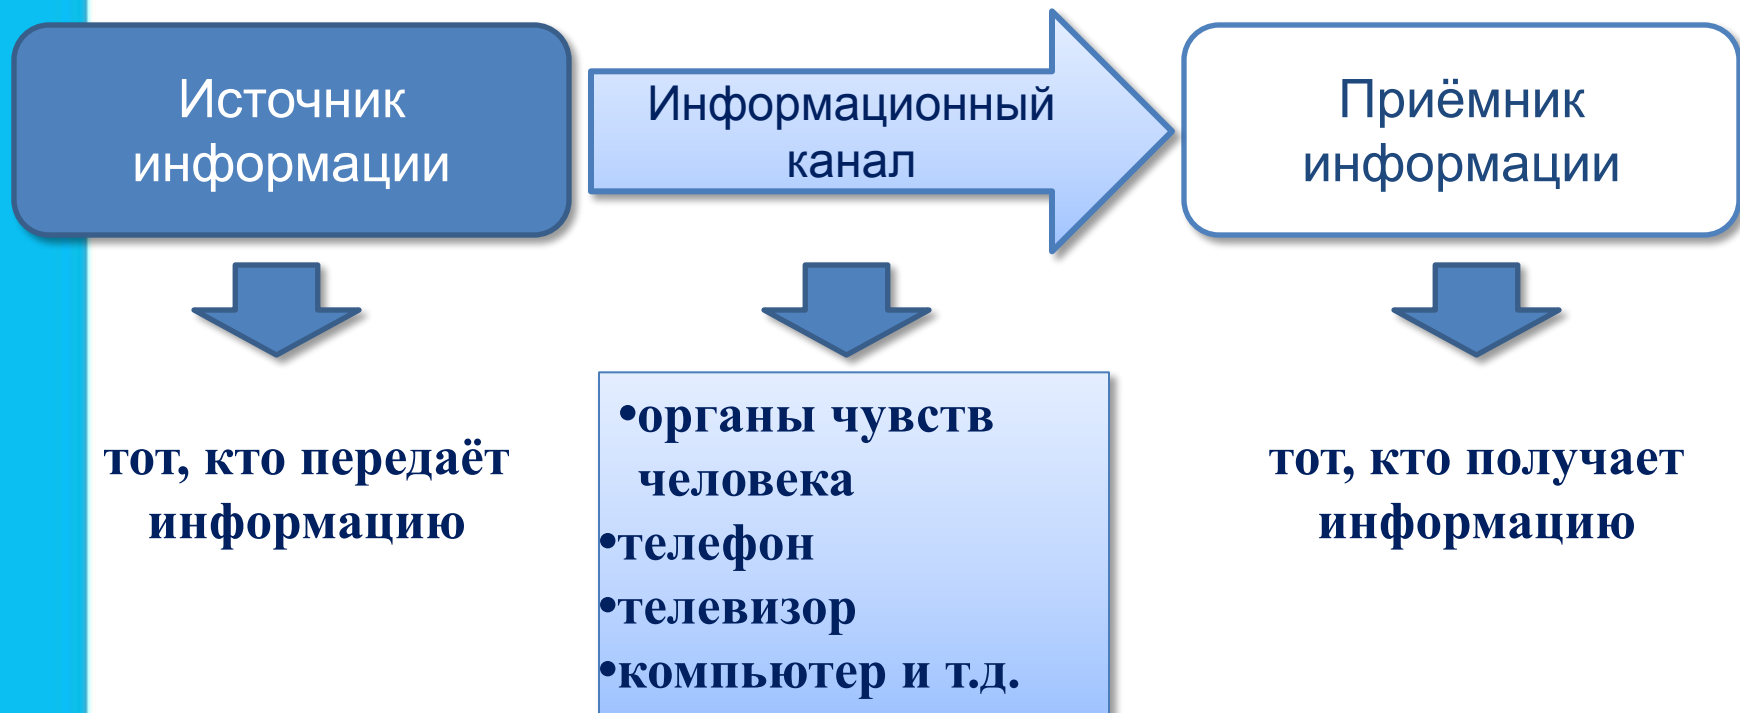 Источник
информации
Информационный
канал
Приёмник
информации
тот, кто передаёт
информацию
•органы чувств
человека
•телефон
•телевизор
•компьютер и т.д.
тот, кто получает
информацию